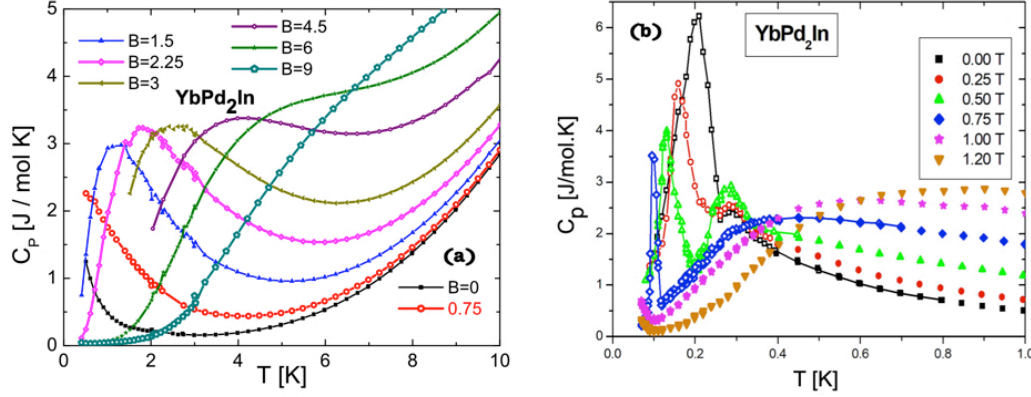 C_P [J / mol K]
5
4
3
2
1
0
B=1.5
B=2.25
B=3
B=4.5
B=6
B=9
YbPd₂In
(a)
B=0
0.75
0 2 4 6 8 10
T [K]
Cp [J/mol.K]
6
5
4
3
2
1
0
(b)
YbPd₂In
0.00 T
0.25 T
0.50 T
0.75 T
1.00 T
1.20 T
0.0 0.2 0.4 0.6 0.8 1.0
T [K]